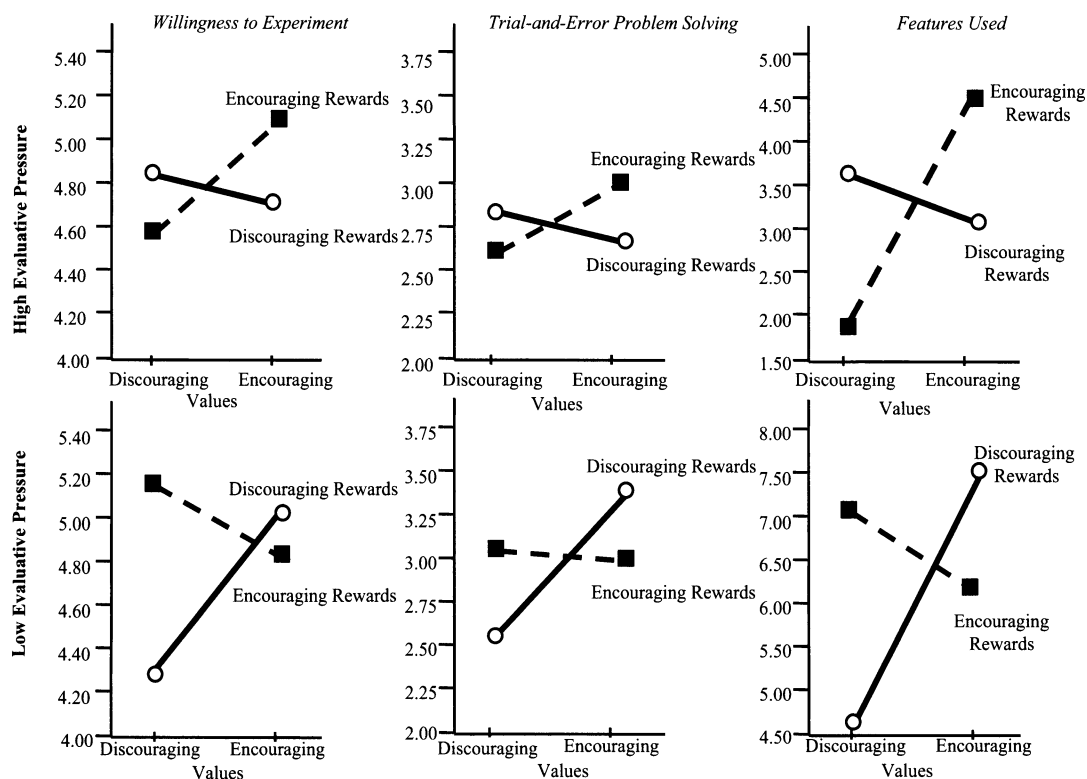 Willingness to Experiment
Trial-and-Error Problem Solving
Features Used
High Evaluative Pressure
5.40
5.20
5.00
4.80
4.60
4.40
4.20
4.00
Encouraging Rewards
Discouraging Rewards
Discouraging
Encouraging
Values
3.75
3.50
3.25
3.00
2.75
2.50
2.25
2.00
Encouraging Rewards
Discouraging Rewards
Discouraging
Encouraging
Values
5.00
4.50
4.00
3.50
3.00
2.50
2.00
1.50
Encouraging
Rewards
Discouraging
Rewards
Discouraging
Encouraging
Values
Low Evaluative Pressure
5.40
5.20
5.00
4.80
4.60
4.40
4.20
4.00
Discouraging Rewards
Encouraging Rewards
Discouraging
Encouraging
Values
3.75
3.50
3.25
3.00
2.75
2.50
2.25
2.00
Discouraging Rewards
Encouraging Rewards
Discouraging
Encouraging
Values
8.00
7.50
7.00
6.50
6.00
5.50
5.00
4.50
Discouraging
Rewards
Encouraging
Rewards
Discouraging
Encouraging
Values